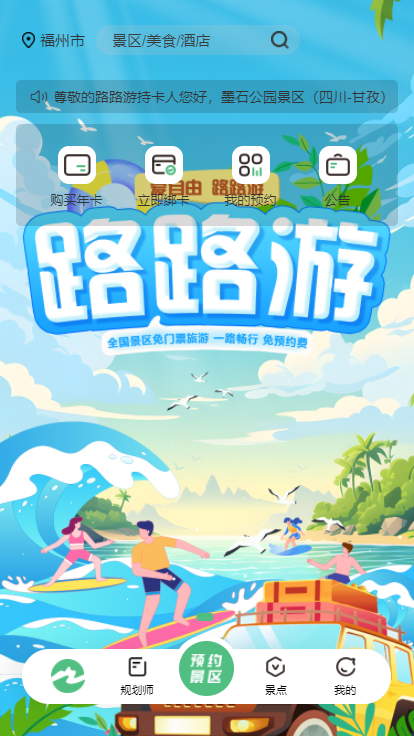 福州市
景区/美食/酒店
尊敬的路路游持卡人您好，墨石公园景区（四川-甘孜）
购买年卡
立即绑卡
我的预约
公告
最自由 路路游
路路游
全国景区免门票旅游 一路畅行 免预约费
规划师
预约
景区
景点
我的